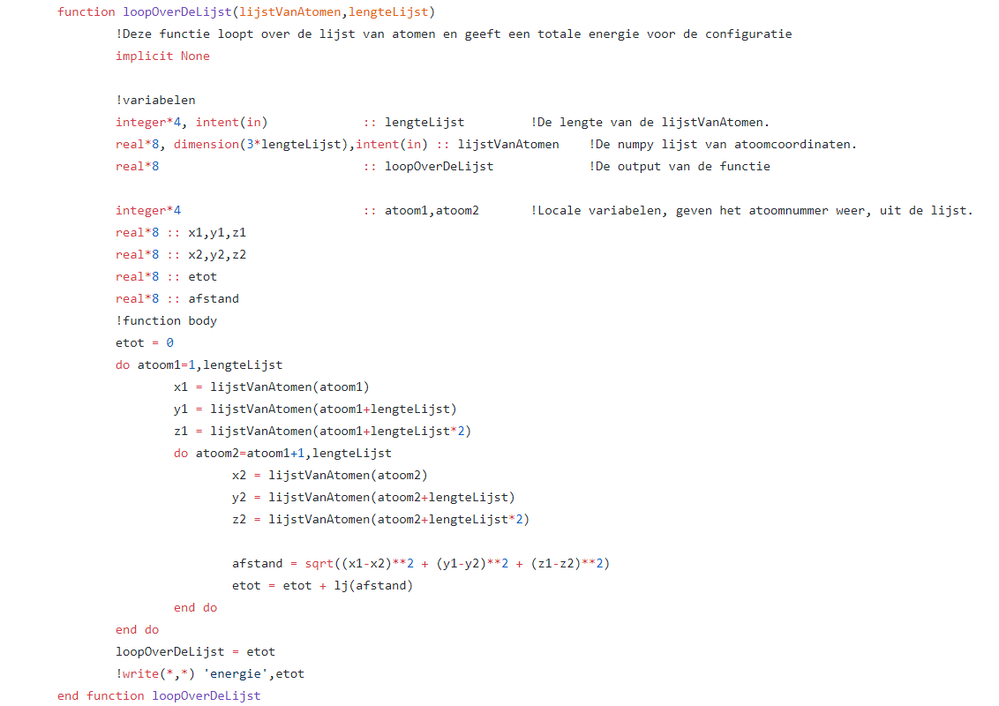 function loopOverDeLijst(lijstVanAtomen,lengteLijst)
!Deze functie loopt over de lijst van atomen en geeft een totale energie voor de configuratie
implicit None
!variabelen
integer*4, intent(in) :: lengteLijst !De lengte van de lijstVanAtomen.
real*8, dimension(3*lengteLijst),intent(in) :: lijstVanAtomen !De numpy lijst van atoomcoordinaten.
real*8 :: loopOverDeLijst !De output van de functie
integer*4 :: atoom1,atoom2 !Locale variabelen, geven het atoomnummer weer, uit de lijst.
real*8 :: x1,y1,z1
real*8 :: x2,y2,z2
real*8 :: etot
real*8 :: afstand
!function body
etot = 0
do atoom1=1,lengteLijst
x1 = lijstVanAtomen(atoom1)
y1 = lijstVanAtomen(atoom1+lengteLijst)
z1 = lijstVanAtomen(atoom1+lengteLijst*2)
do atoom2=atoom1+1,lengteLijst
x2 = lijstVanAtomen(atoom2)
y2 = lijstVanAtomen(atoom2+lengteLijst)
z2 = lijstVanAtomen(atoom2+lengteLijst*2)
afstand = sqrt((x1-x2)**2 + (y1-y2)**2 + (z1-z2)**2)
etot = etot + lj(afstand)
end do
end do
loopOverDeLijst = etot
!write(*,*) 'energie',etot
end function loopOverDeLijst